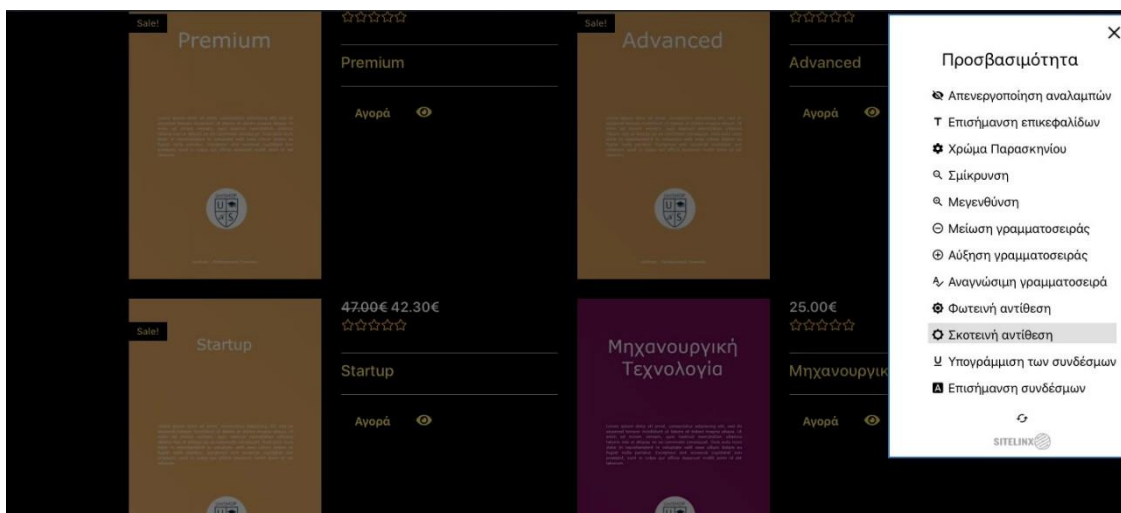 Sale!
Premium
Premium
Αγορά
Sale!
Advanced
Advanced
Αγορά
Sale!
Startup
47.00€ 42.30€
Startup
Αγορά
Μηχανουργική
Τεχνολογία
25.00€
Μηχανουργικ
Αγορά
Προσβασιμότητα
Απενεργοποίηση αναλαμπών
Επισήμανση επικεφαλίδων
Χρώμα Παρασκηνίου
Σμίκρυνση
Μεγενθύνση
Μείωση γραμματοσειράς
Αύξηση γραμματοσειράς
Αναγνώσιμη γραμματοσειρά
Φωτεινή αντίθεση
Σκοτεινή αντίθεση
Υπογράμμιση των συνδέσμων
Επισήμανση συνδέσμων
SITELINX